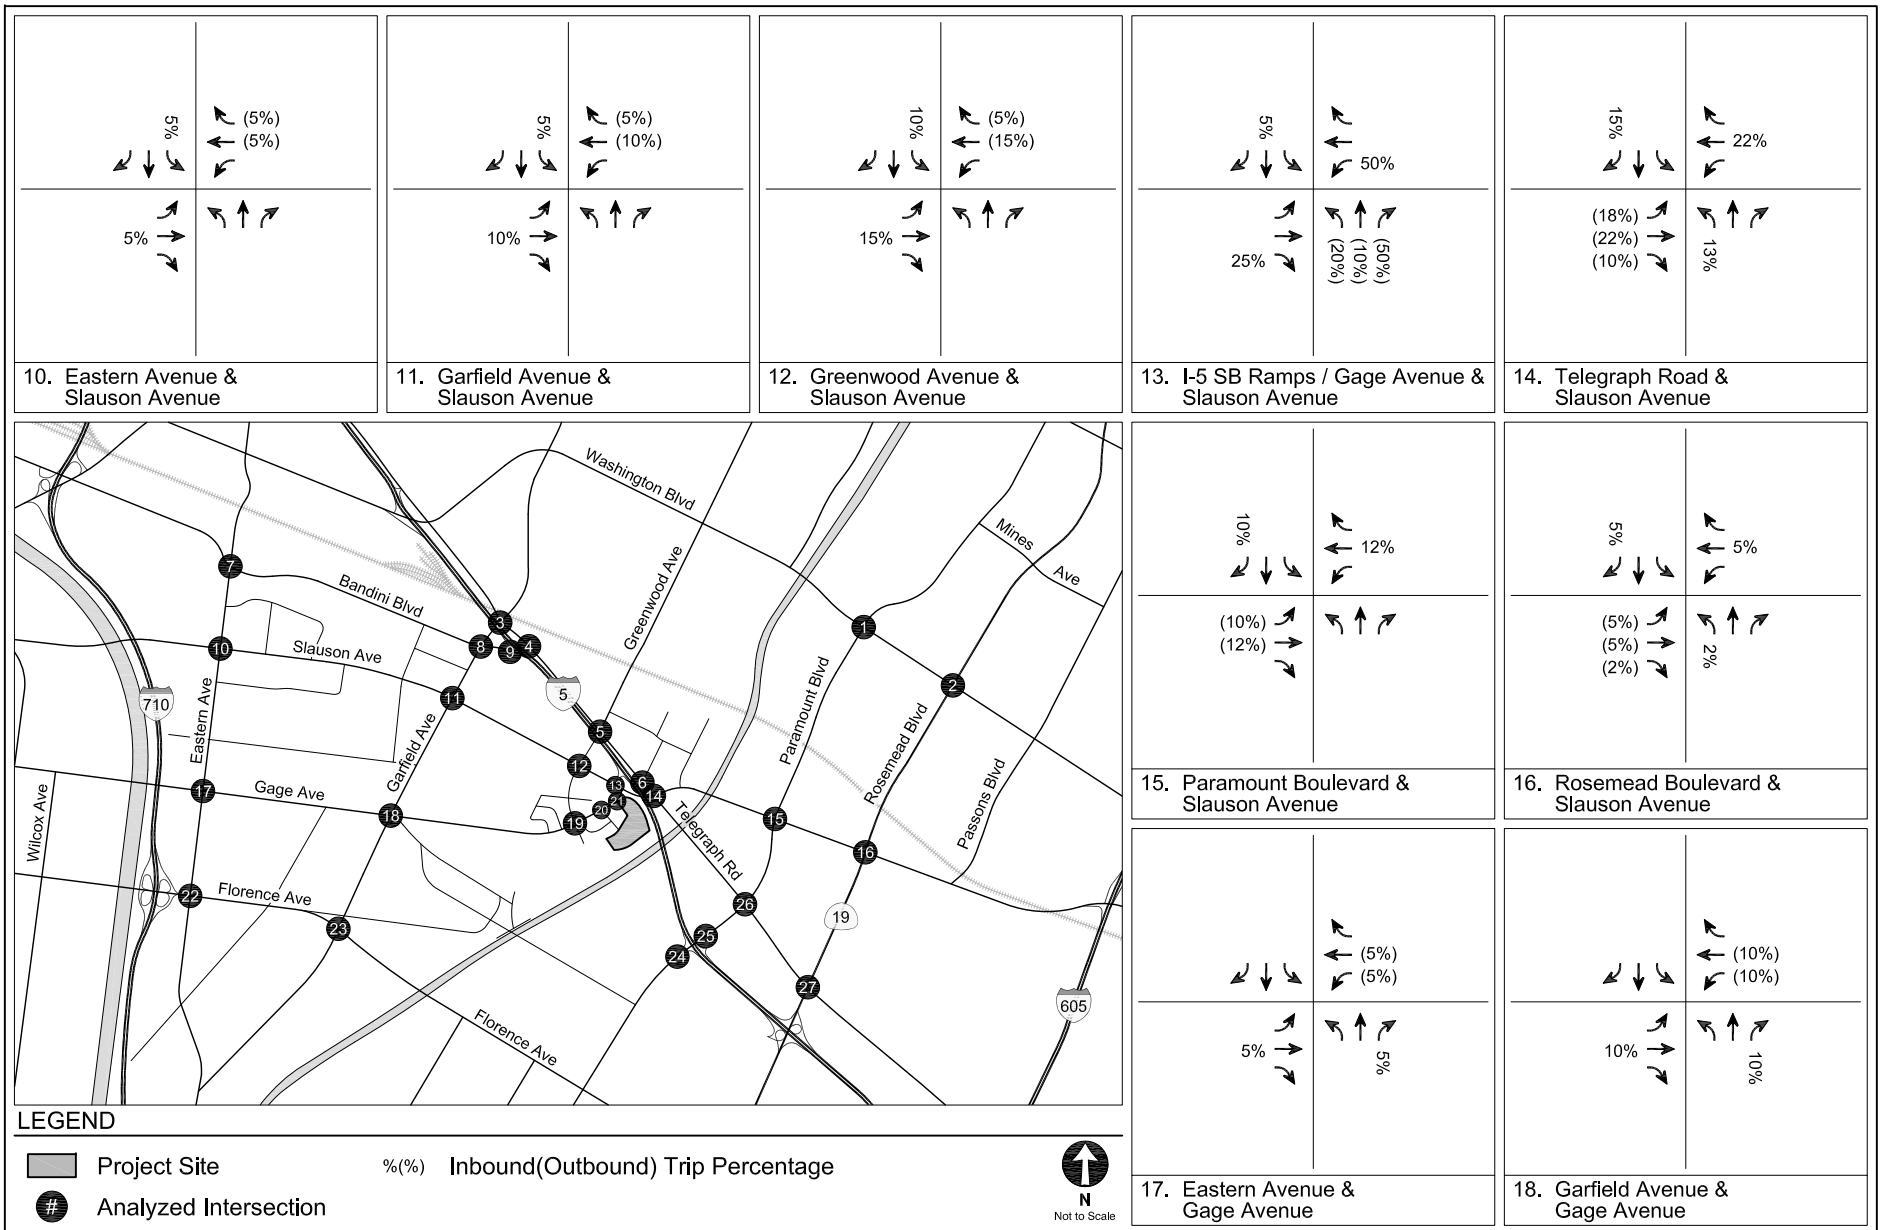 5%
(5%)
(5%)
5%
10. Eastern Avenue &
Slauson Avenue
5%
(5%)
(10%)
10%
11. Garfield Avenue &
Slauson Avenue
10%
(5%)
(15%)
15%
12. Greenwood Avenue &
Slauson Avenue
5%
50%
25%
(20%)
(10%)
(50%)
13. I-5 SB Ramps / Gage Avenue &
Slauson Avenue
15%
22%
(18%)
(22%)
(10%)
13%
14. Telegraph Road &
Slauson Avenue
Washington Blvd
Mines
Ave
Greenwood Ave
Bandini Blvd
Slauson Ave
Eastern Ave
Garfield Ave
Gage Ave
Wilcox Ave
Florence Ave
Florence Ave
Paramount Blvd
Rosemead Blvd
Passons Blvd
Telegraph Rd
710
5
19
605
1
2
3
4
5
6
7
8
9
10
11
12
13
14
15
16
17
18
19
20
21
22
23
24
25
26
27
10%
12%
(10%)
(12%)
15. Paramount Boulevard &
Slauson Avenue
5%
5%
(5%)
(5%)
(2%)
2%
16. Rosemead Boulevard &
Slauson Avenue
(5%)
(5%)
5%
5%
17. Eastern Avenue &
Gage Avenue
(10%)
(10%)
10%
10%
18. Garfield Avenue &
Gage Avenue
LEGEND
Project Site
%(%) Inbound(Outbound) Trip Percentage
# Analyzed Intersection
N
Not to Scale